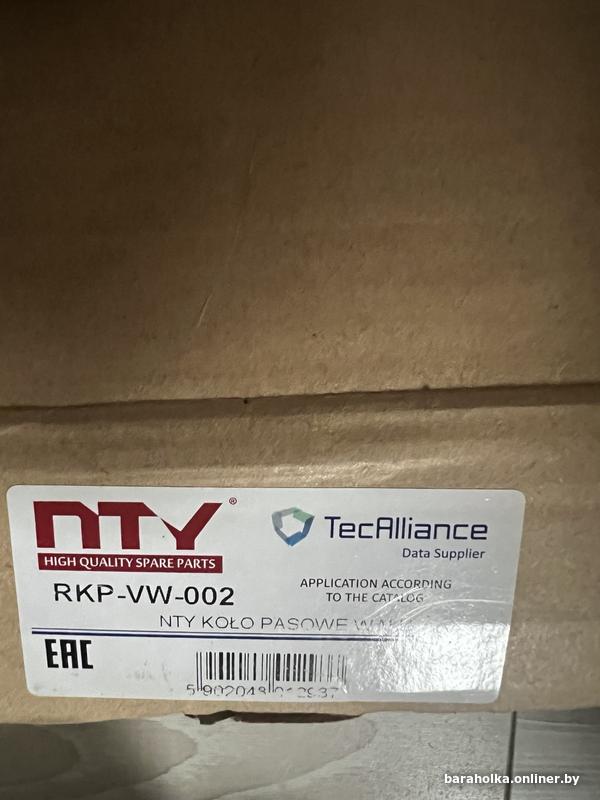 NTY®
HIGH QUALITY SPARE PARTS
TecAlliance
Data Supplier
RKP-VW-002
APPLICATION ACCORDING
TO THE CATALOG
NTY KOŁO PASOWE
EAC
baraholka.onliner.by